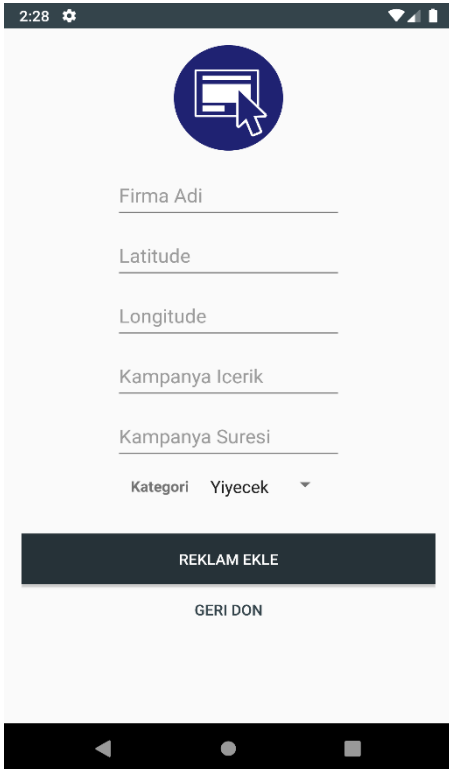 2:28
Firma Adi
Latitude
Longitude
Kampanya Icerik
Kampanya Suresi
Kategori Yiyecek
REKLAM EKLE
GERI DON